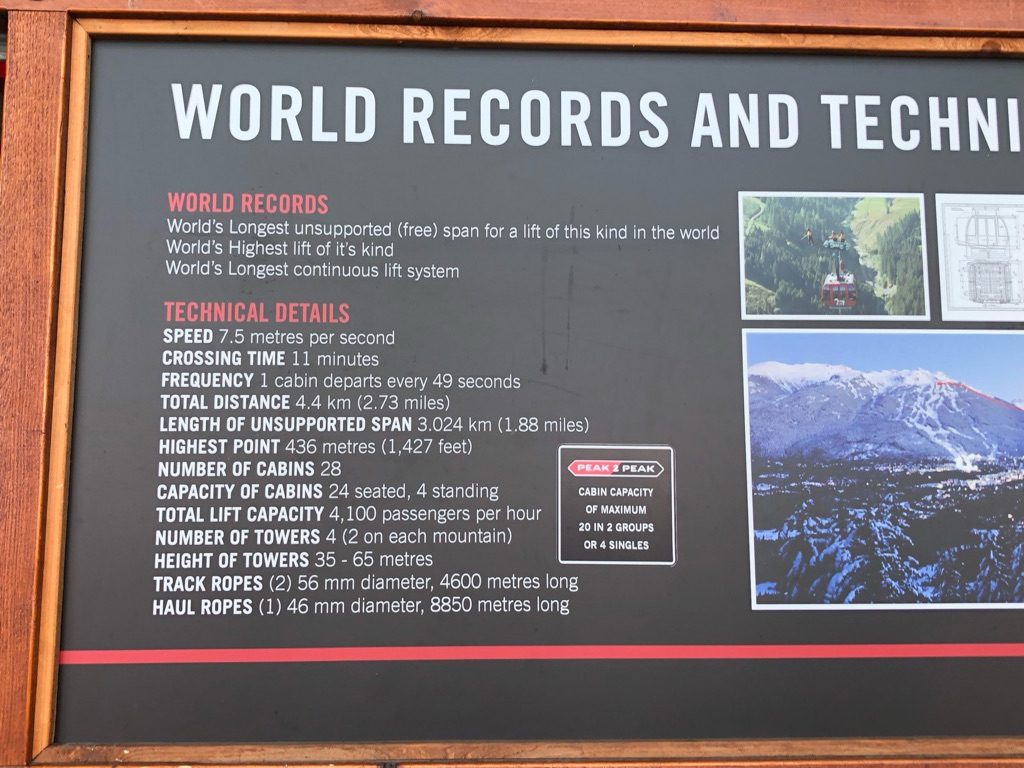 WORLD RECORDS AND TECHNI
WORLD RECORDS
World's Longest unsupported (free) span for a lift of this kind in the world
World's Highest lift of it's kind
World's Longest continuous lift system
TECHNICAL DETAILS
SPEED 7.5 metres per second
CROSSING TIME 11 minutes
FREQUENCY 1 cabin departs every 49 seconds
TOTAL DISTANCE 4.4 km (2.73 miles)
LENGTH OF UNSUPPORTED SPAN 3.024 km (1.88 miles)
HIGHEST POINT 436 metres (1,427 feet)
NUMBER OF CABINS 28
CAPACITY OF CABINS 24 seated, 4 standing
TOTAL LIFT CAPACITY 4,100 passengers per hour
NUMBER OF TOWERS 4 (2 on each mountain)
HEIGHT OF TOWERS 35 - 65 metres
TRACK ROPES (2) 56 mm diameter, 4600 metres long
HAUL ROPES (1) 46 mm diameter, 8850 metres long
PEAK 2 PEAK
CABIN CAPACITY
OF MAXIMUM
20 IN 2 GROUPS
OR 4 SINGLES